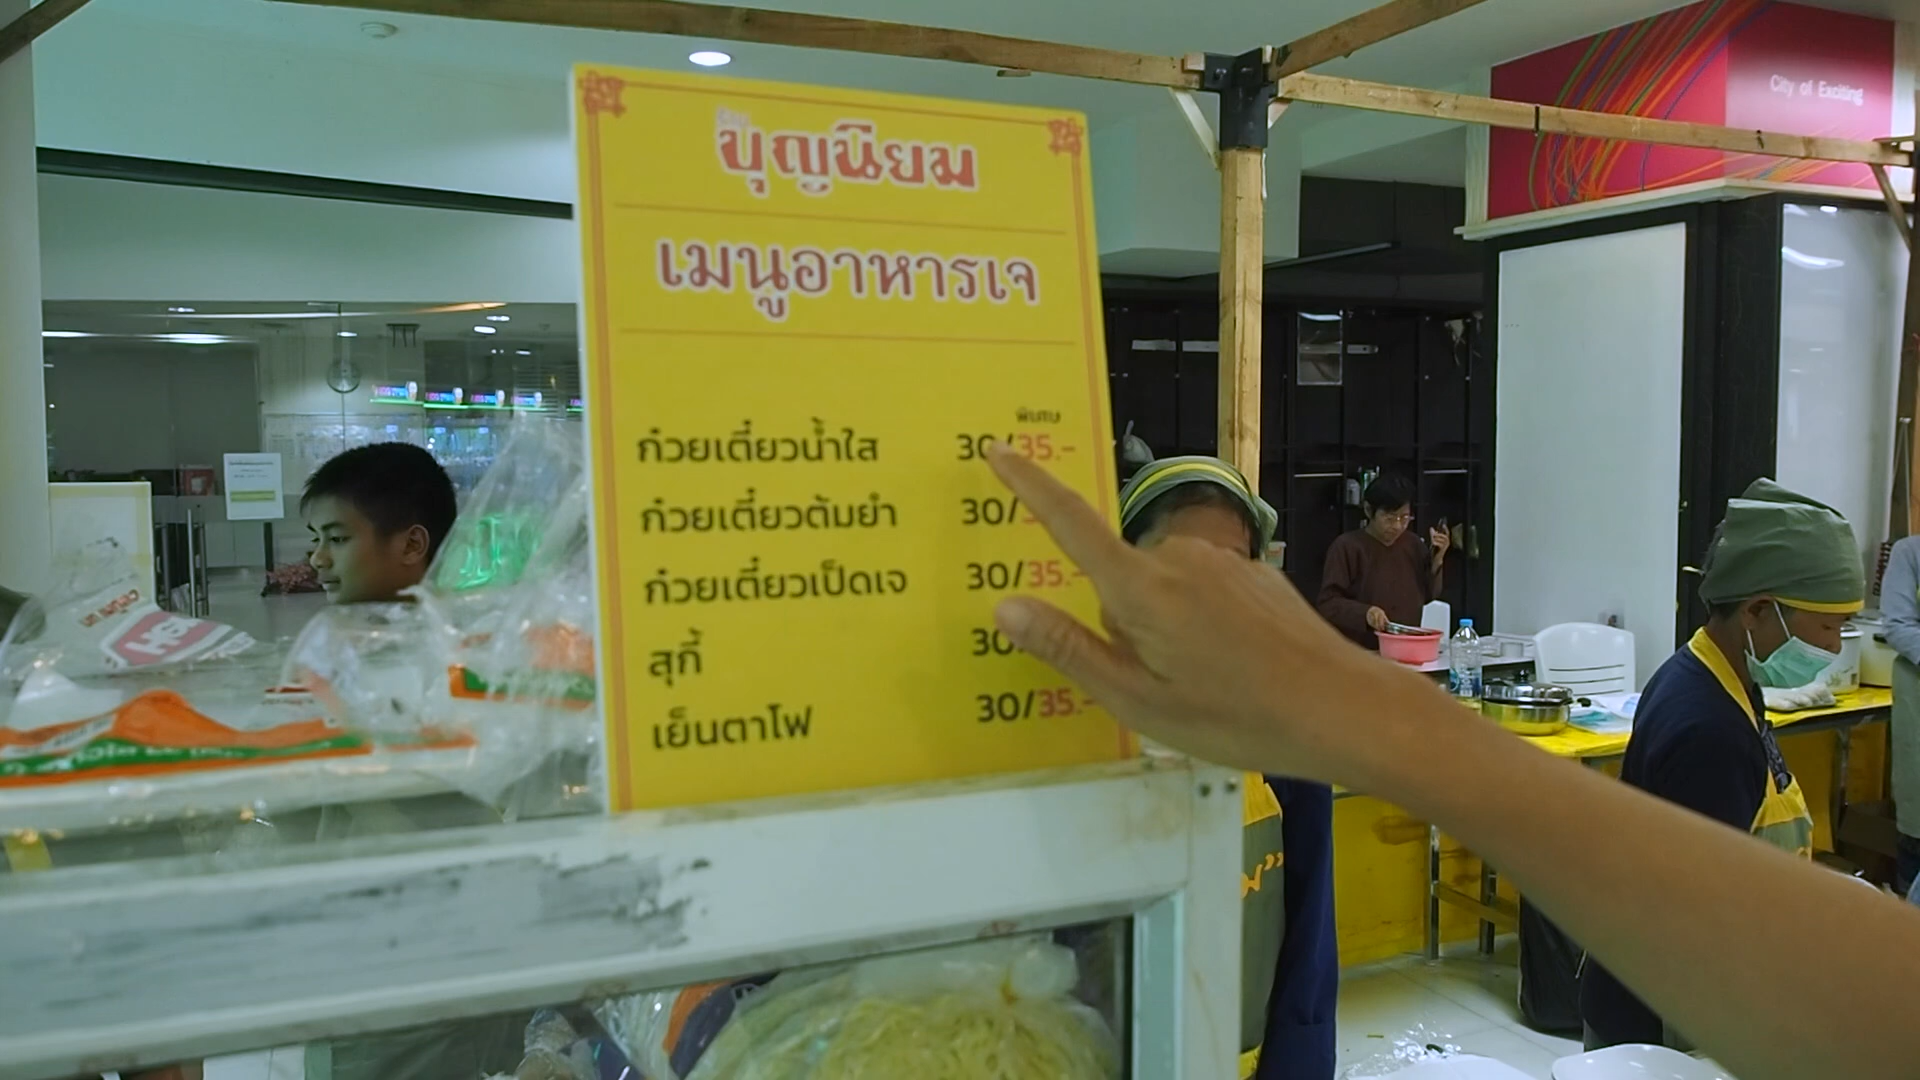 บุญนิยม
เมนูอาหารเจ
พิเศษ
ก๋วยเตี๋ยวน้ำใส 30/35.-
ก๋วยเตี๋ยวต้มยำ 30/
ก๋วยเตี๋ยวเป็ดเจ 30/35.-
สุกี้ 30
เย็นตาโฟ 30/35.-
City of Exciting